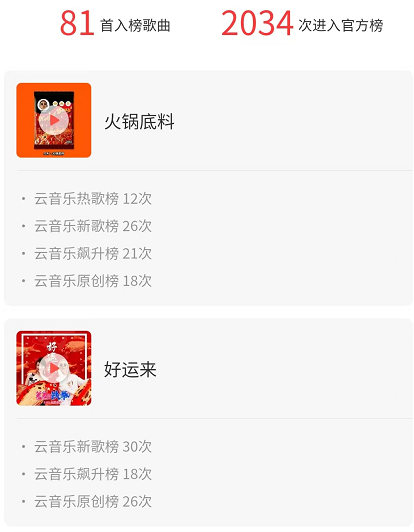 81 首入榜歌曲 2034 次进入官方榜
火锅底料
· 云音乐热歌榜 12次
· 云音乐新歌榜 26次
· 云音乐飙升榜 21次
· 云音乐原创榜 18次
好运来
· 云音乐新歌榜 30次
· 云音乐飙升榜 18次
· 云音乐原创榜 26次